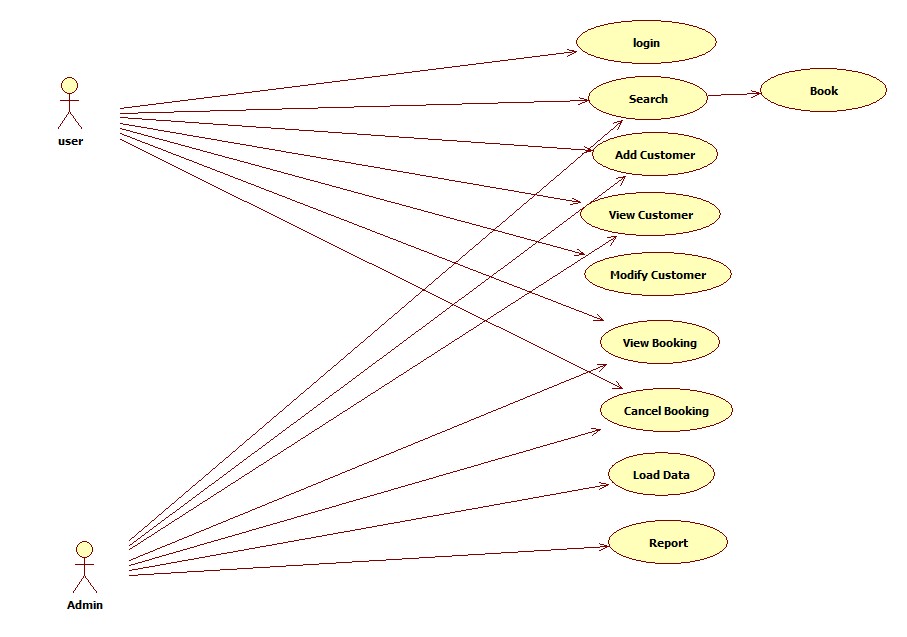 login
Search
Book
user
Add Customer
View Customer
Modify Customer
View Booking
Cancel Booking
Load Data
Report
Admin